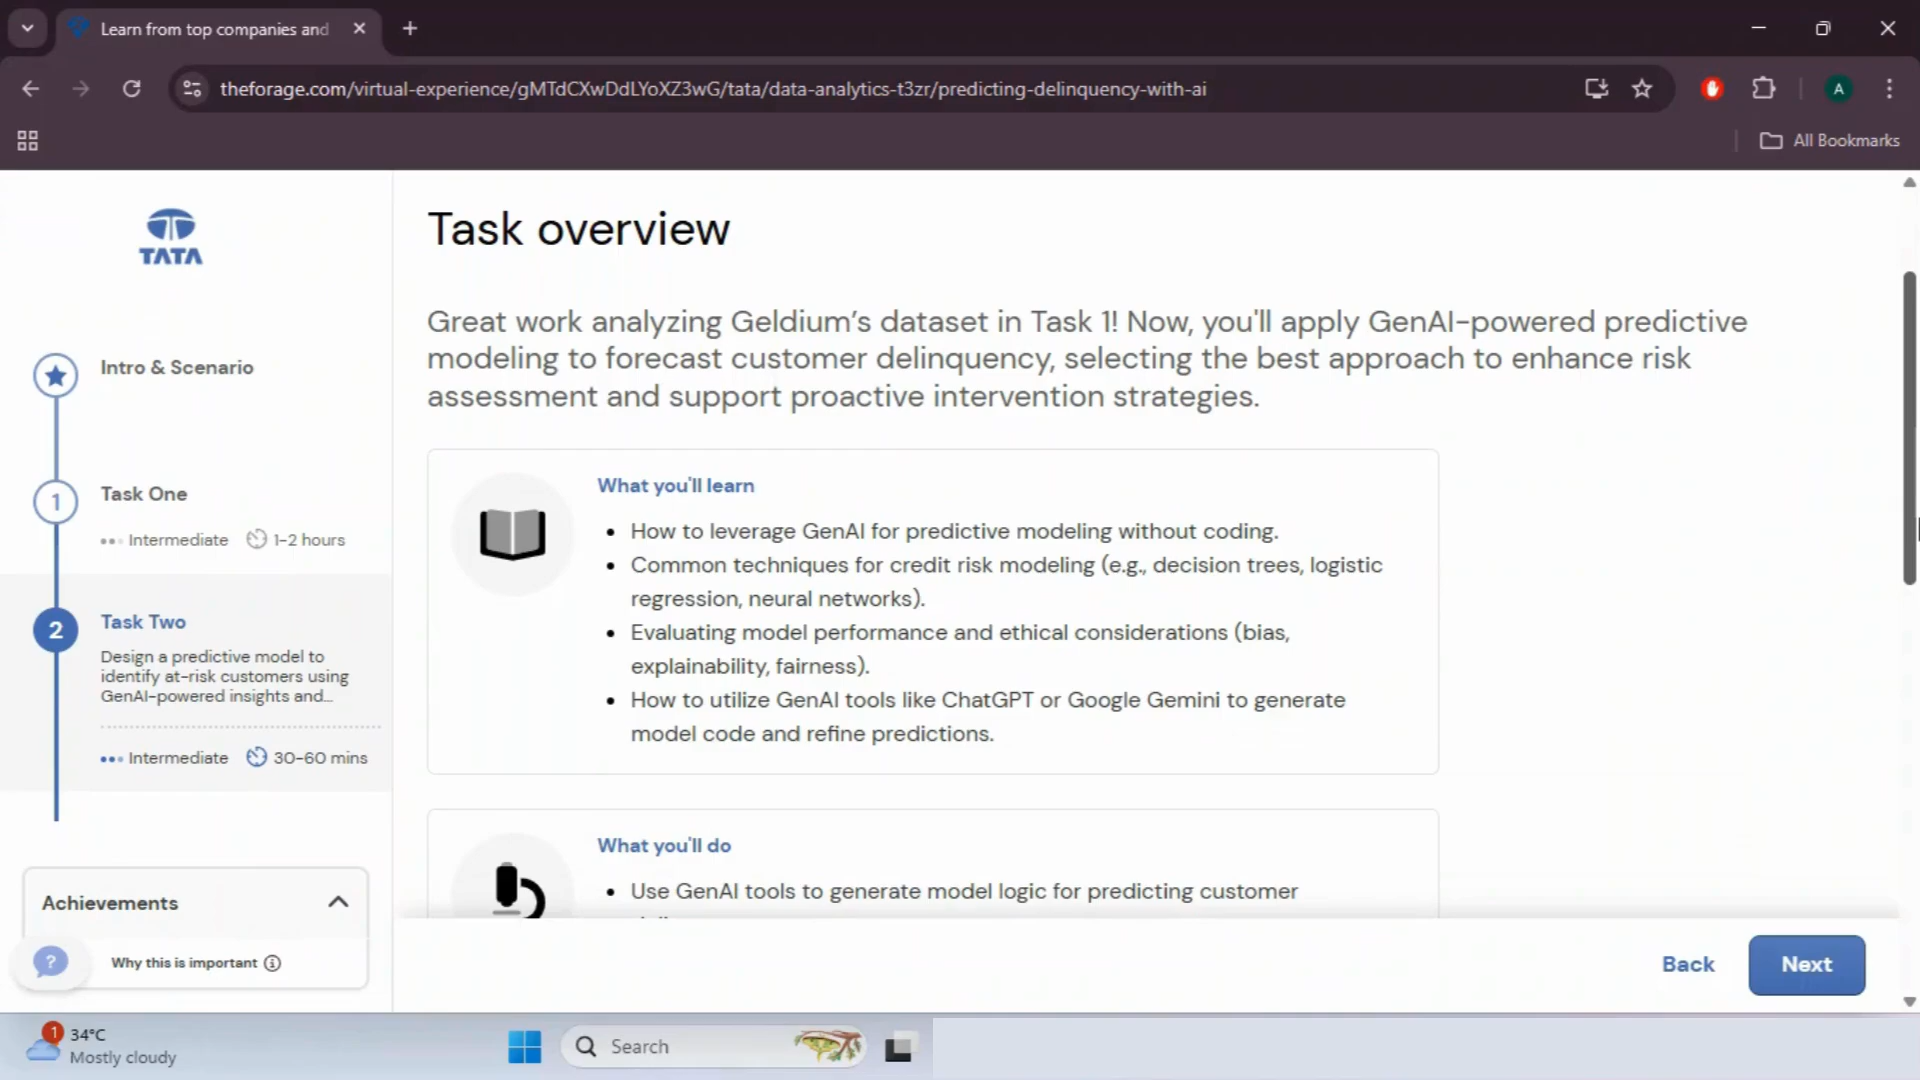 Learn from top companies and
theforage.com/virtual-experience/gMTdCXwDdLYoXZ3wG/tata/data-analytics-t3zr/predicting-delinquency-with-ai
A
All Bookmarks
TATA
Intro & Scenario
1
Task One
Intermediate
1-2 hours
2
Task Two
Design a predictive model to
identify at-risk customers using
GenAI-powered insights and...
Intermediate
30-60 mins
Achievements
?
Why this is important
Task overview
Great work analyzing Geldium's dataset in Task 1! Now, you'll apply GenAI-powered predictive
modeling to forecast customer delinquency, selecting the best approach to enhance risk
assessment and support proactive intervention strategies.
What you'll learn
• How to leverage GenAI for predictive modeling without coding.
• Common techniques for credit risk modeling (e.g., decision trees, logistic
regression, neural networks).
• Evaluating model performance and ethical considerations (bias,
explainability, fairness).
• How to utilize GenAI tools like ChatGPT or Google Gemini to generate
model code and refine predictions.
What you'll do
• Use GenAI tools to generate model logic for predicting customer
Back
Next
1
34°C
Mostly cloudy
Search